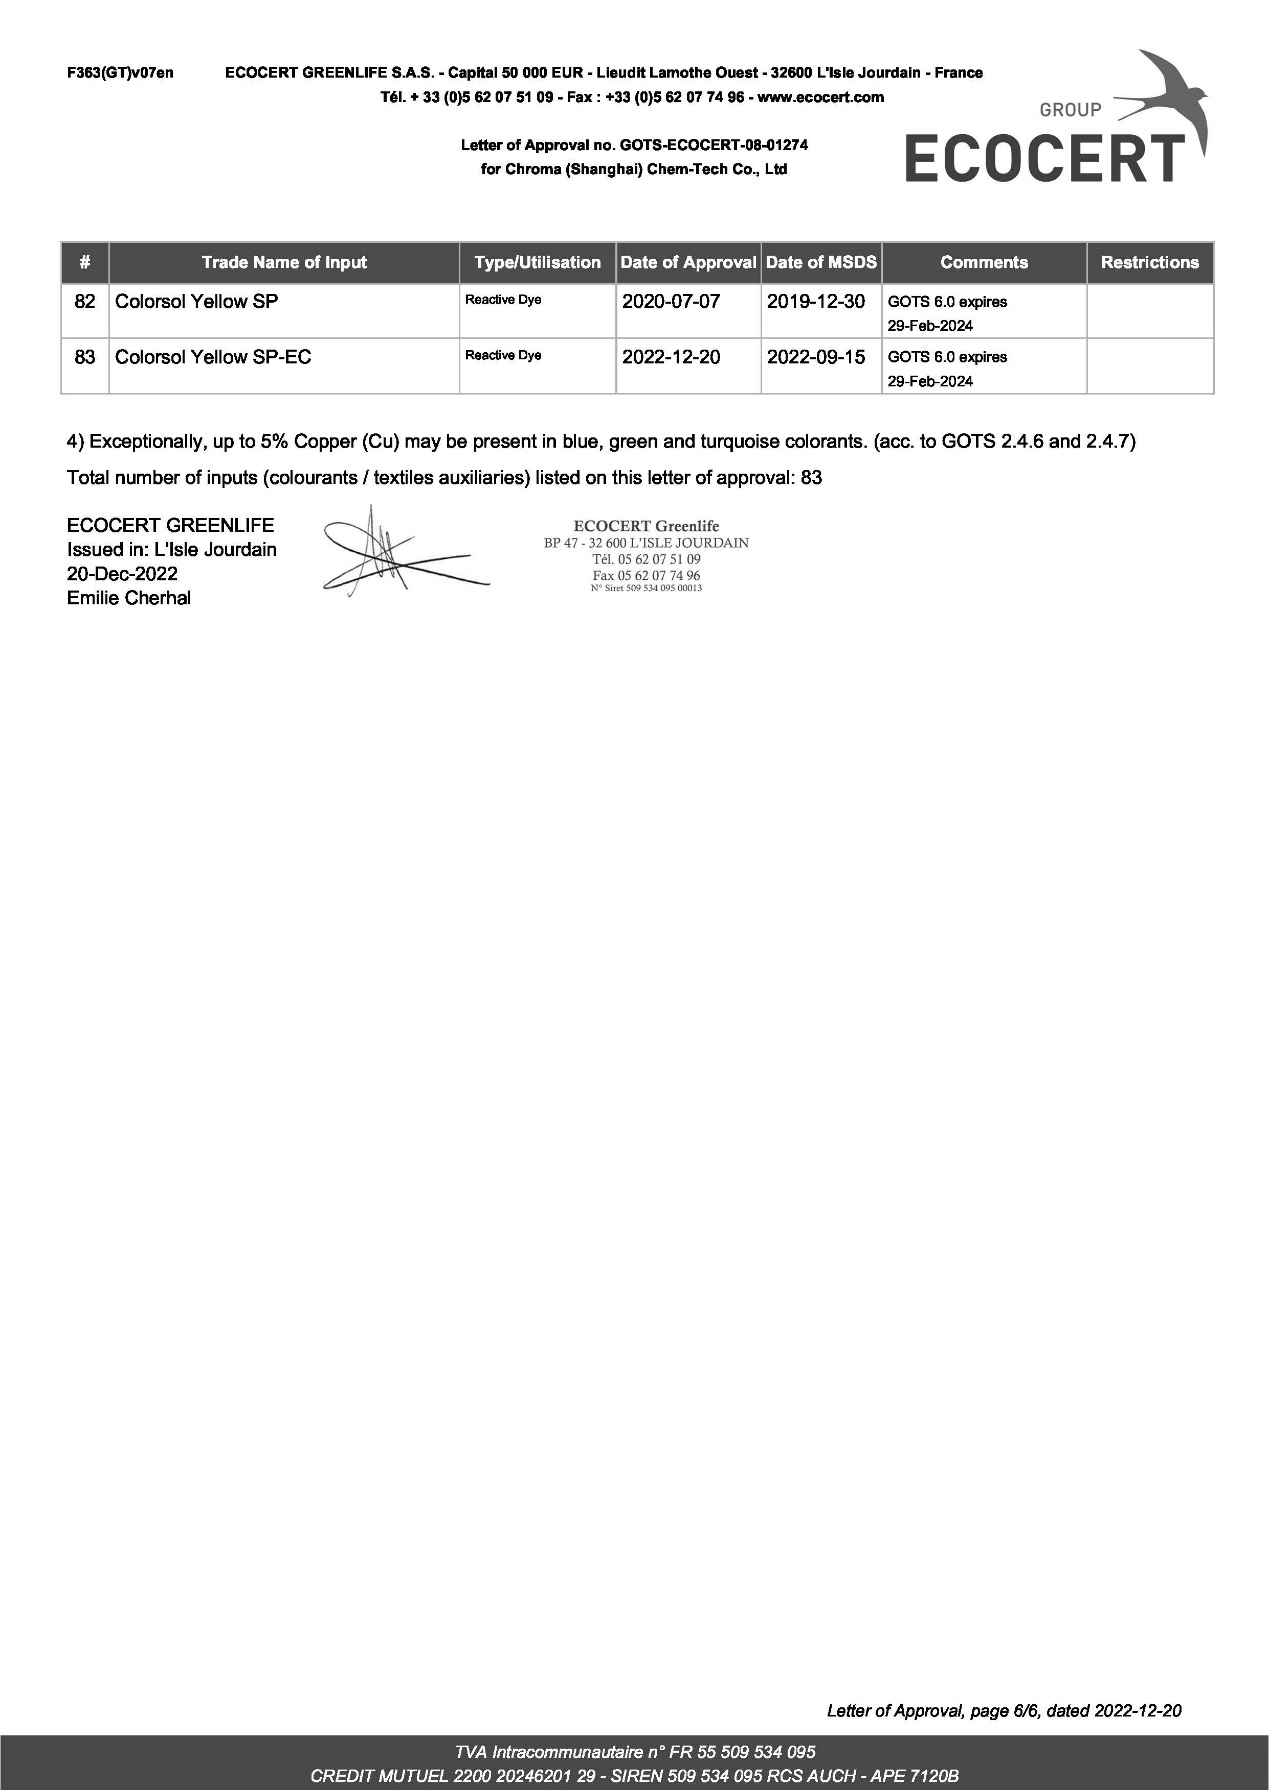 F363(GT)v07en
ECOCERT GREENLIFE S.A.S. - Capital 50 000 EUR - Lieudit Lamothe Ouest - 32600 L'Isle Jourdain - France
Tél. + 33 (0)5 62 07 51 09 - Fax : +33 (0)5 62 07 74 96 - www.ecocert.com
Letter of Approval no. GOTS-ECOCERT-08-01274
for Chroma (Shanghai) Chem-Tech Co., Ltd
GROUP
ECOCERT
# Trade Name of Input Type/Utilisation Date of Approval Date of MSDS Comments Restrictions
82 Colorsol Yellow SP Reactive Dye 2020-07-07 2019-12-30 GOTS 6.0 expires
29-Feb-2024
83 Colorsol Yellow SP-EC Reactive Dye 2022-12-20 2022-09-15 GOTS 6.0 expires
29-Feb-2024
4) Exceptionally, up to 5% Copper (Cu) may be present in blue, green and turquoise colorants. (acc. to GOTS 2.4.6 and 2.4.7)
Total number of inputs (colourants / textiles auxiliaries) listed on this letter of approval: 83
ECOCERT GREENLIFE
Issued in: L'Isle Jourdain
20-Dec-2022
Emilie Cherhal
ECOCERT Greenlife
BP 47 - 32 600 L'ISLE JOURDAIN
Tél. 05 62 07 51 09
Fax 05 62 07 74 96
N° Siret 509 534 095 00013
Letter of Approval, page 6/6, dated 2022-12-20
TVA Intracommunautaire n° FR 55 509 534 095
CREDIT MUTUEL 2200 20246201 29 - SIREN 509 534 095 RCS AUCH - APE 7120B